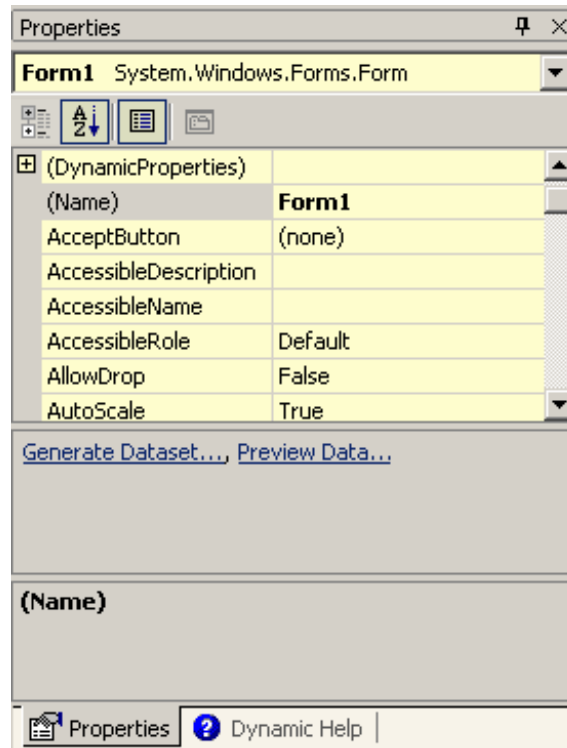 Properties
Form1 System.Windows.Forms.Form
(DynamicProperties)
(Name) Form1
AcceptButton (none)
AccessibleDescription
AccessibleName
AccessibleRole Default
AllowDrop False
AutoScale True
Generate Dataset..., Preview Data...
(Name)
Properties Dynamic Help